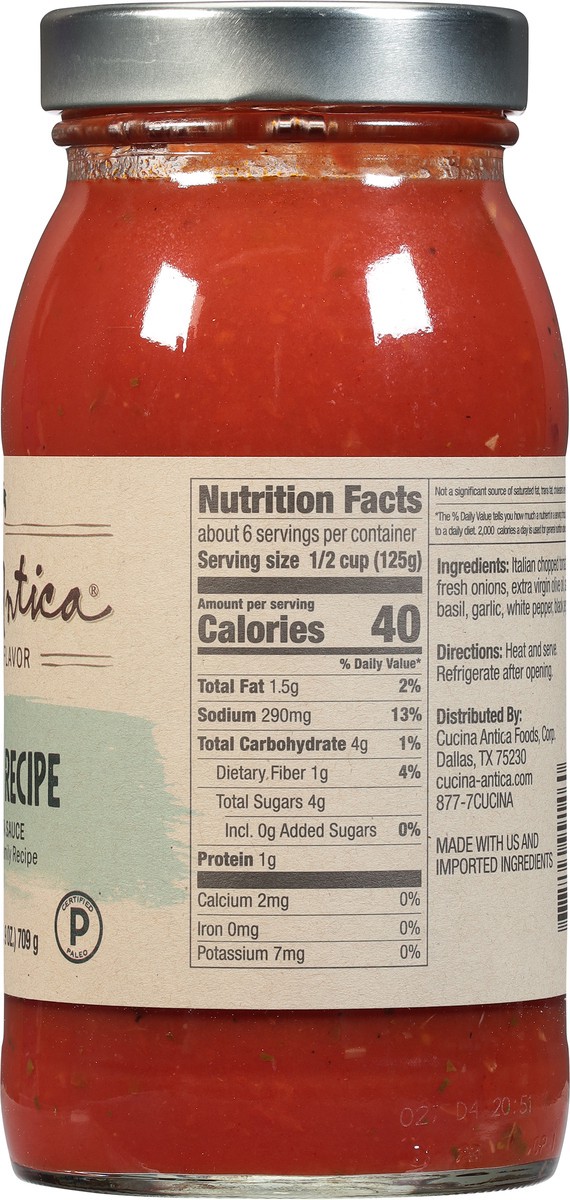 ntica®
FLAVOR
RECIPE
SAUCE
Recipe
OZ.) 709 g
CERTIFIED
P
PALEO
Nutrition Facts
about 6 servings per container
Serving size 1/2 cup (125g)
Amount per serving
Calories 40
% Daily Value*
Total Fat 1.5g 2%
Sodium 290mg 13%
Total Carbohydrate 4g 1%
Dietary Fiber 1g 4%
Total Sugars 4g
Incl. 0g Added Sugars 0%
Protein 1g
Calcium 2mg 0%
Iron 0mg 0%
Potassium 7mg 0%
Not a significant source of saturated fat, trans fat,
*The % Daily Value tells you how much a nutrient in a serving
to a daily diet. 2,000 calories a day is used for general
Ingredients: Italian chopped
fresh onions, extra virgin olive
basil, garlic, white pepper,
Directions: Heat and serve.
Refrigerate after opening.
Distributed By:
Cucina Antica Foods, Corp.
Dallas, TX 75230
cucina-antica.com
877-7CUCINA
MADE WITH US AND
IMPORTED INGREDIENTS
D4 20:51